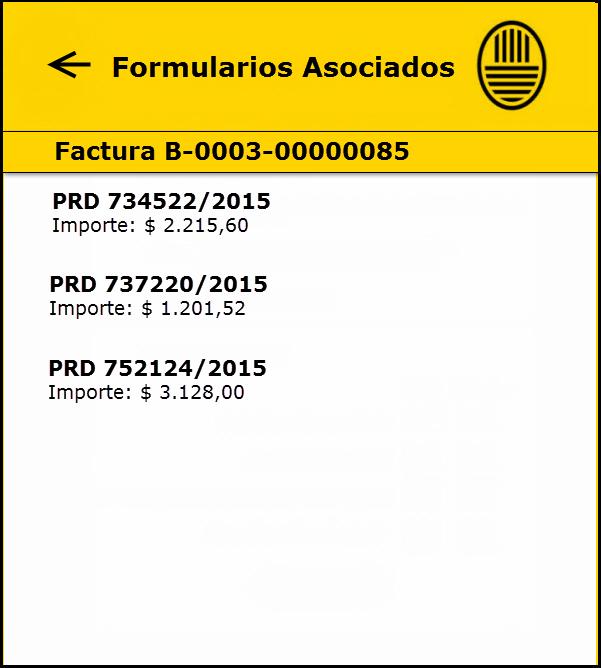 Formularios Asociados
Factura B-0003-00000085
PRD 734522/2015
Importe: $ 2.215,60
PRD 737220/2015
Importe: $ 1.201,52
PRD 752124/2015
Importe: $ 3.128,00